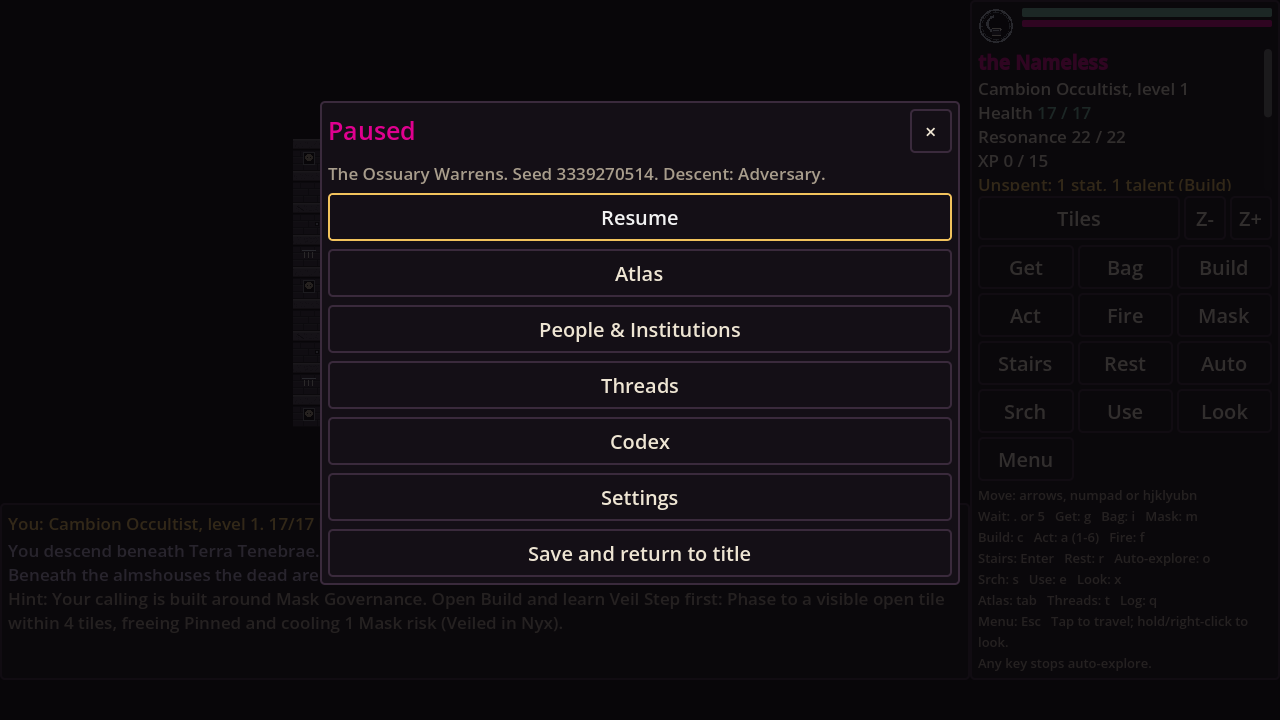 Paused
×
The Ossuary Warrens. Seed 3339270514. Descent: Adversary.
Resume
Atlas
People & Institutions
Threads
Codex
Settings
Save and return to title
the Nameless
Cambion Occultist, level 1
Health 17 / 17
Resonance 22 / 22
XP 0 / 15
Unspent: 1 stat, 1 talent (Build)
Tiles Z- Z+
Get Bag Build
Act Fire Mask
Stairs Rest Auto
Srch Use Look
Menu
Move: arrows, numpad or hjklyubn
Wait: . or 5 Get: g Bag: i Mask: m
Build: c Act: a (1-6) Fire: f
Stairs: Enter Rest: r Auto-explore: o
Srch: s Use: e Look: x
Atlas: tab Threads: t Log: q
Menu: Esc Tap to travel; hold/right-click to
look.
Any key stops auto-explore.
You: Cambion Occultist, level 1. 17/17
You descend beneath Terra Tenebrae.
Beneath the almshouses the dead are
Hint: Your calling is built around Mask Governance. Open Build and learn Veil Step first: Phase to a visible open tile
within 4 tiles, freeing Pinned and cooling 1 Mask risk (Veiled in Nyx).